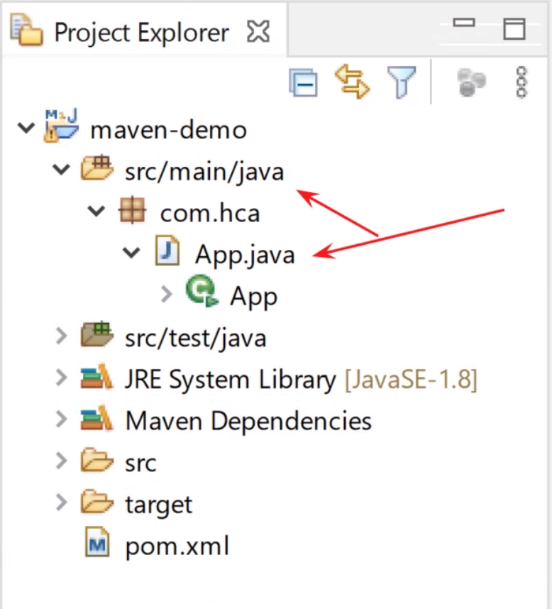 Project Explorer
maven-demo
src/main/java
com.hca
App.java
App
src/test/java
JRE System Library [JavaSE-1.8]
Maven Dependencies
src
target
pom.xml